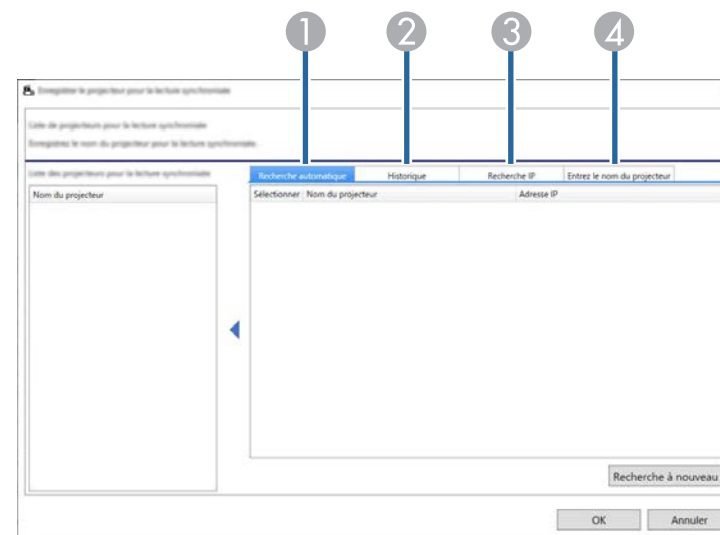 1 2 3 4
Enregistrer le projecteur pour la lecture synchronisée
Liste de projecteurs pour la lecture synchronisée
Enregistrez le nom du projecteur pour la lecture synchronisée.
Liste des projecteurs pour la lecture synchronisée
Recherche automatique Historique Recherche IP Entrez le nom du projecteur
Nom du projecteur
Sélectionner Nom du projecteur Adresse IP
Recherche à nouveau
OK Annuler